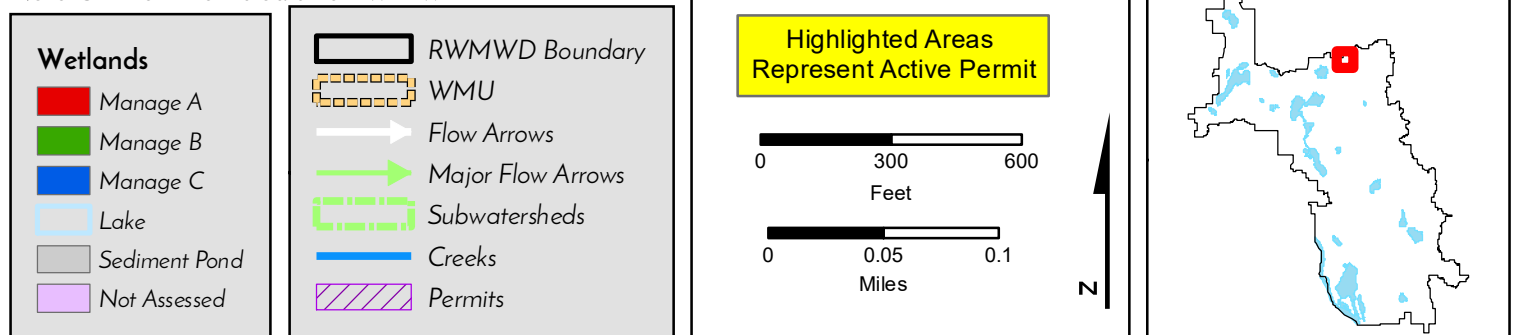 Wetlands
Manage A
Manage B
Manage C
Lake
Sediment Pond
Not Assessed
RWMWD Boundary
WMU
Flow Arrows
Major Flow Arrows
Subwatersheds
Creeks
Permits
Highlighted Areas
Represent Active Permit
0 300 600
Feet
0 0.05 0.1
Miles
N